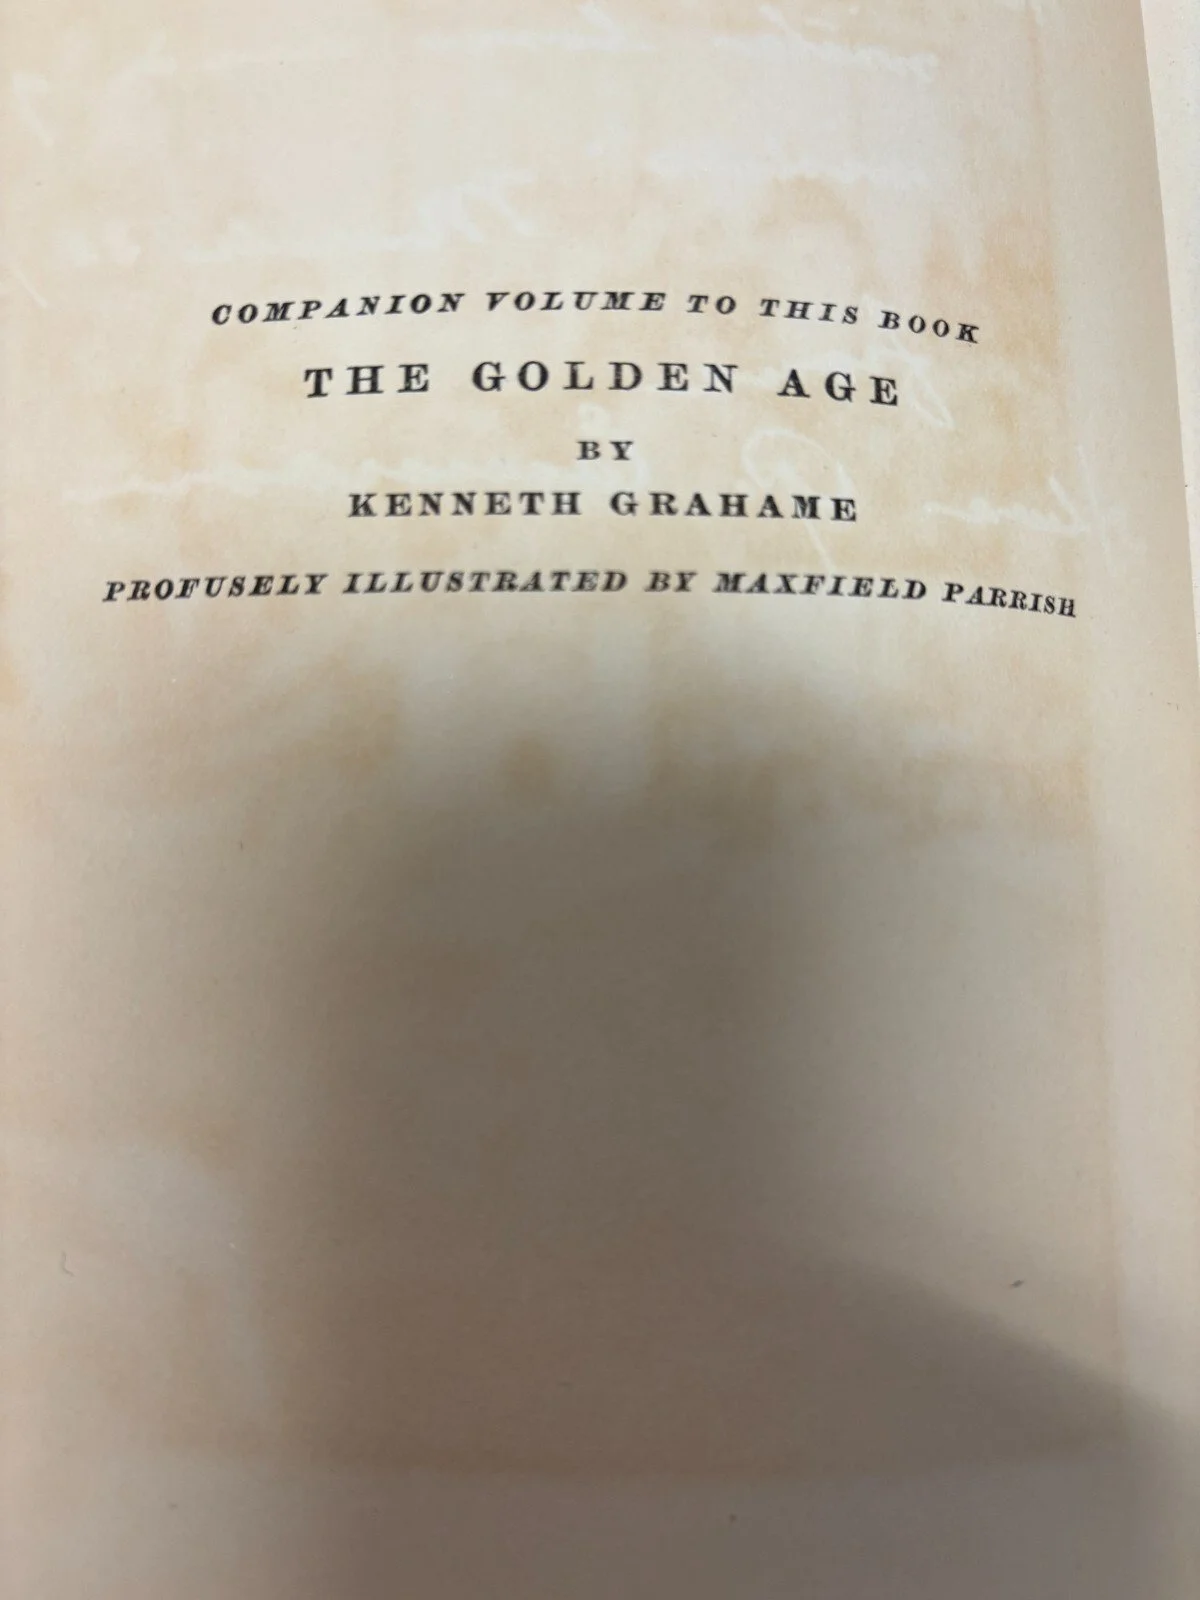 COMPANION VOLUME TO THIS BOOK
THE GOLDEN AGE
BY
KENNETH GRAHAME
PROFUSELY ILLUSTRATED BY MAXFIELD PARRISH